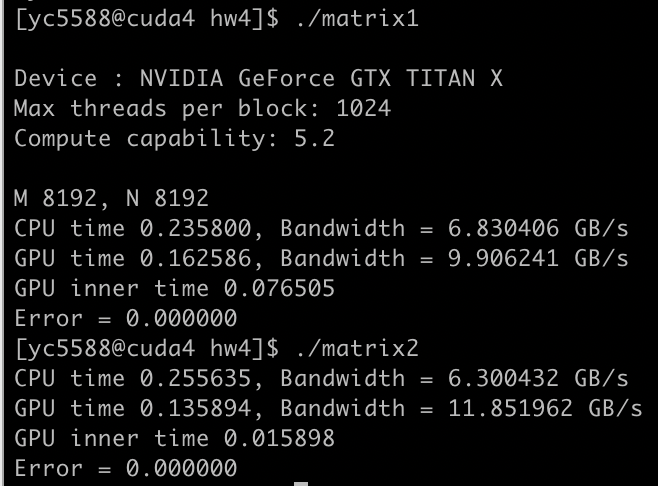 [yc5588@cuda4 hw4]$ ./matrix1
Device : NVIDIA GeForce GTX TITAN X
Max threads per block: 1024
Compute capability: 5.2
M 8192, N 8192
CPU time 0.235800, Bandwidth = 6.830406 GB/s
GPU time 0.162586, Bandwidth = 9.906241 GB/s
GPU inner time 0.076505
Error = 0.000000
[yc5588@cuda4 hw4]$ ./matrix2
CPU time 0.255635, Bandwidth = 6.300432 GB/s
GPU time 0.135894, Bandwidth = 11.851962 GB/s
GPU inner time 0.015898
Error = 0.000000